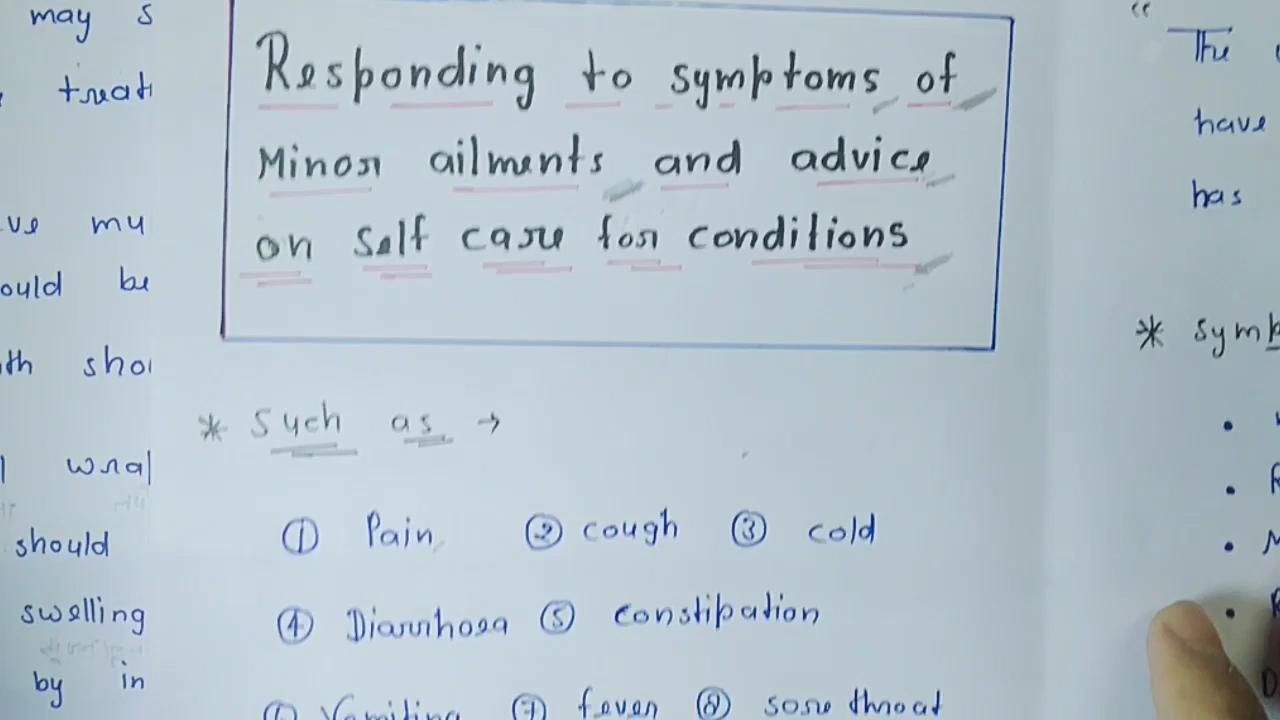 may s
treat
ve mu
ould be
th sho
should
swelling
by in
Responding to symptoms of
Minor ailments and advice
on self care for conditions
* Such as →
① Pain ② cough ③ cold
④ Diarrhoea ⑤ constipation
⑥ Vomiting ⑦ fever ⑧ sore throat
"The
have
has
* symp